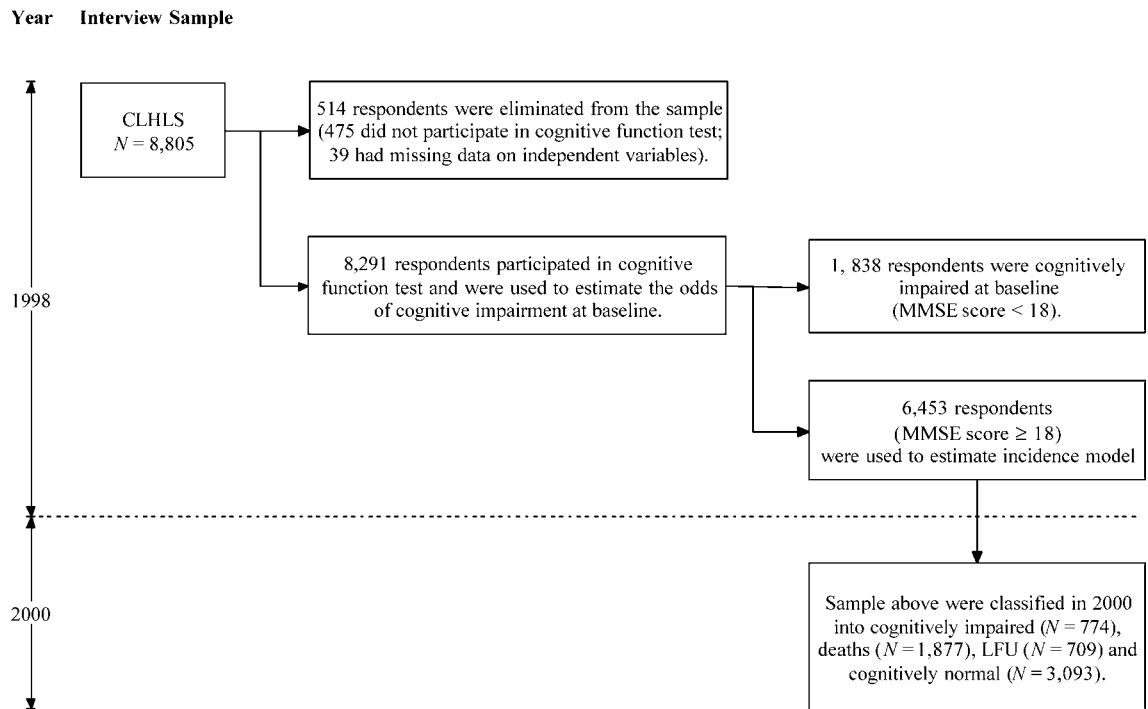 Year Interview Sample
CLHLS
N = 8,805
514 respondents were eliminated from the sample
(475 did not participate in cognitive function test;
39 had missing data on independent variables).
8,291 respondents participated in cognitive
function test and were used to estimate the odds
of cognitive impairment at baseline.
1, 838 respondents were cognitively
impaired at baseline
(MMSE score < 18).
1998
6,453 respondents
(MMSE score ≥ 18)
were used to estimate incidence model
2000
Sample above were classified in 2000
into cognitively impaired (N = 774),
deaths (N = 1,877), LFU (N = 709) and
cognitively normal (N = 3,093).